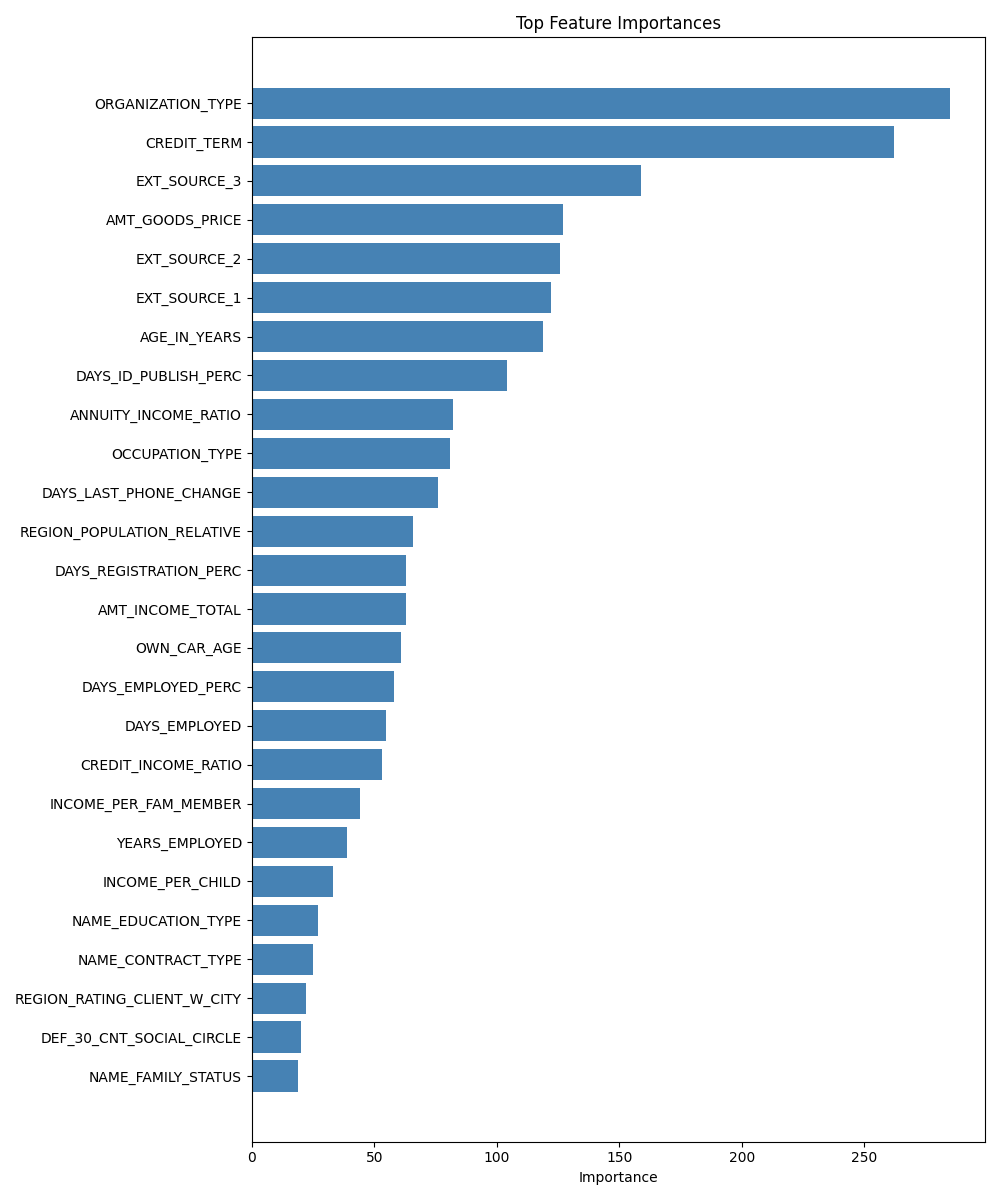 Top Feature Importances
ORGANIZATION_TYPE
CREDIT_TERM
EXT_SOURCE_3
AMT_GOODS_PRICE
EXT_SOURCE_2
EXT_SOURCE_1
AGE_IN_YEARS
DAYS_ID_PUBLISH_PERC
ANNUITY_INCOME_RATIO
OCCUPATION_TYPE
DAYS_LAST_PHONE_CHANGE
REGION_POPULATION_RELATIVE
DAYS_REGISTRATION_PERC
AMT_INCOME_TOTAL
OWN_CAR_AGE
DAYS_EMPLOYED_PERC
DAYS_EMPLOYED
CREDIT_INCOME_RATIO
INCOME_PER_FAM_MEMBER
YEARS_EMPLOYED
INCOME_PER_CHILD
NAME_EDUCATION_TYPE
NAME_CONTRACT_TYPE
REGION_RATING_CLIENT_W_CITY
DEF_30_CNT_SOCIAL_CIRCLE
NAME_FAMILY_STATUS
0 50 100 150 200 250
Importance